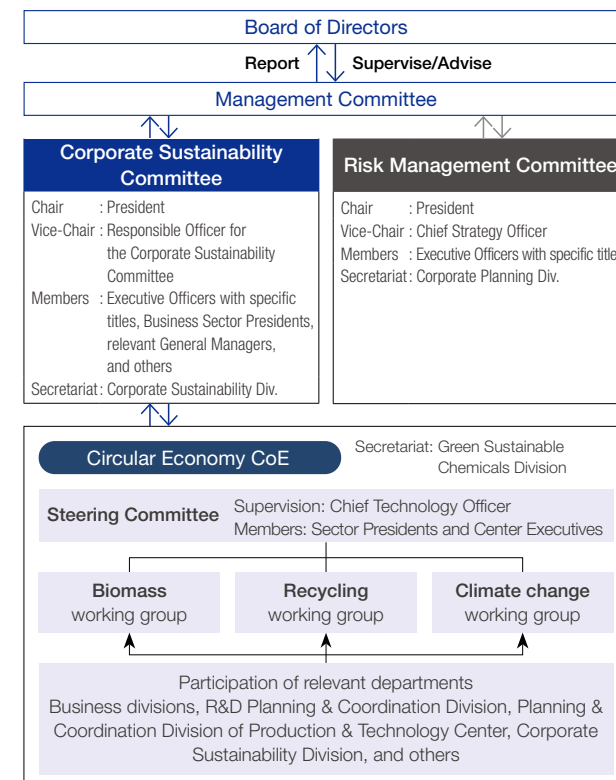 Board of Directors
Report
Supervise/Advise
Management Committee
Corporate Sustainability
Committee
Chair : President
Vice-Chair : Responsible Officer for
the Corporate Sustainability
Committee
Members : Executive Officers with specific
titles, Business Sector Presidents,
relevant General Managers,
and others
Secretariat : Corporate Sustainability Div.
Risk Management Committee
Chair : President
Vice-Chair : Chief Strategy Officer
Members : Executive Officers with specific title
Secretariat : Corporate Planning Div.
Circular Economy CoE
Secretariat: Green Sustainable
Chemicals Division
Steering Committee
Supervision: Chief Technology Officer
Members: Sector Presidents and Center Executives
Biomass
working group
Recycling
working group
Climate change
working group
Participation of relevant departments
Business divisions, R&D Planning & Coordination Division, Planning &
Coordination Division of Production & Technology Center, Corporate
Sustainability Division, and others